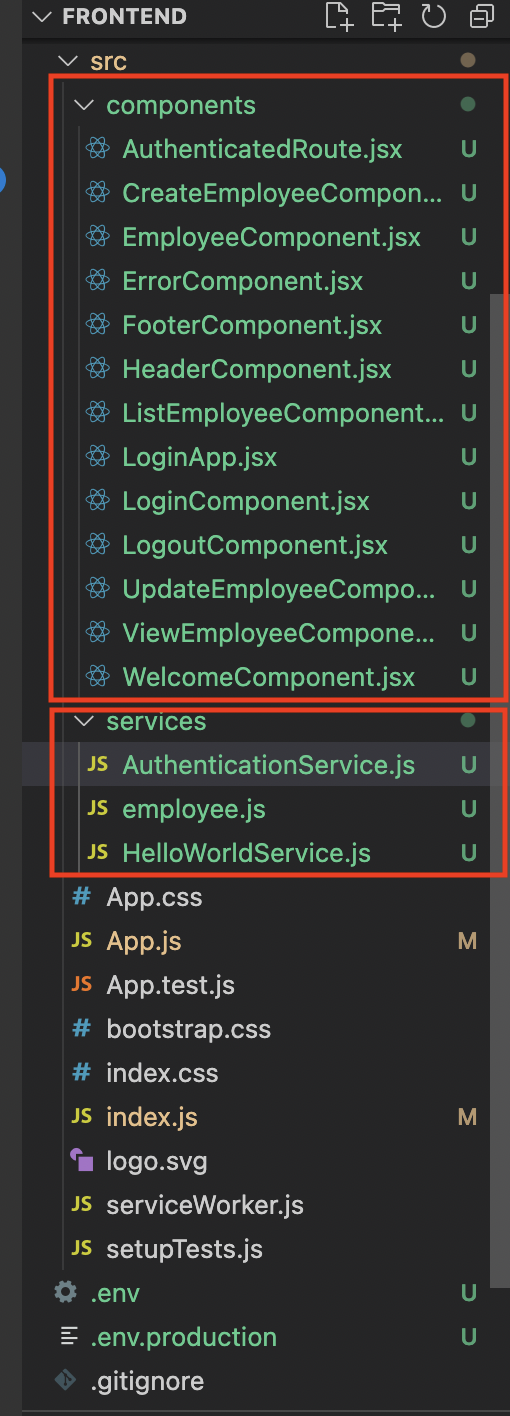 FRONTEND
src
components
AuthenticatedRoute.jsx U
CreateEmployeeCompon... U
EmployeeComponent.jsx U
ErrorComponent.jsx U
FooterComponent.jsx U
HeaderComponent.jsx U
ListEmployeeComponent... U
LoginApp.jsx U
LoginComponent.jsx U
LogoutComponent.jsx U
UpdateEmployeeCompo... U
ViewEmployeeCompone... U
WelcomeComponent.jsx U
services
JS AuthenticationService.js U
JS employee.js U
JS HelloWorldService.js U
# App.css
JS App.js M
JS App.test.js
# bootstrap.css
# index.css
JS index.js M
logo.svg
JS serviceWorker.js
JS setupTests.js
.env U
.env.production U
.gitignore